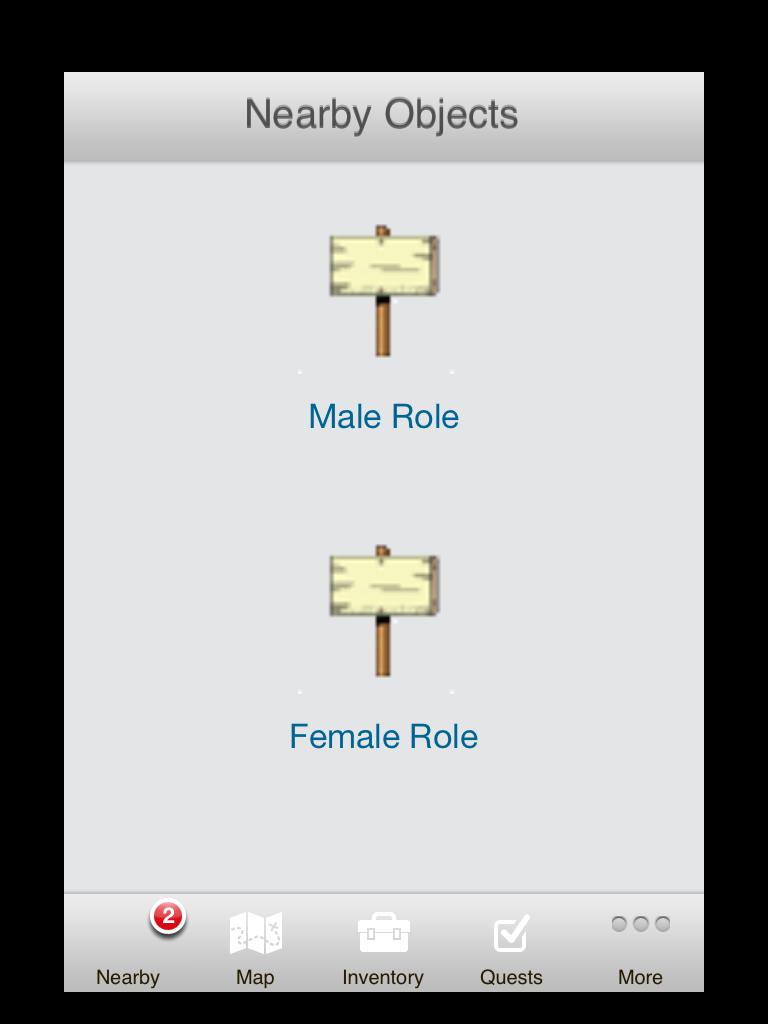 Nearby Objects
Male Role
Female Role
2
Nearby Map Inventory Quests More